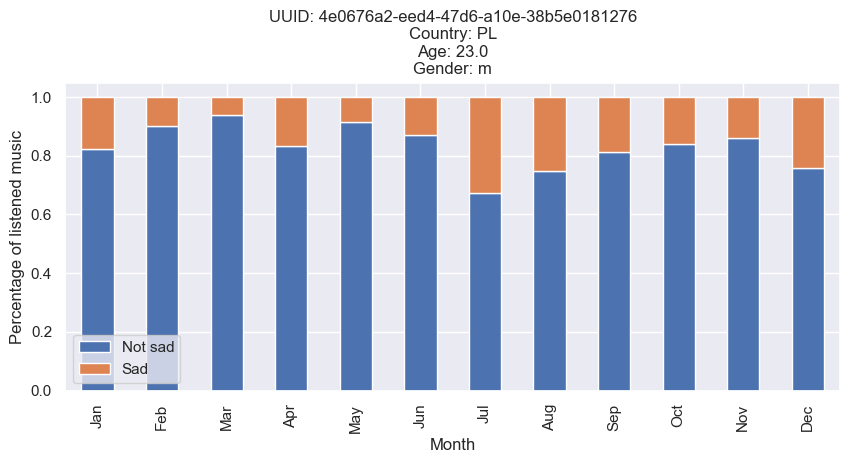 UUID: 4e0676a2-eed4-47d6-a10e-38b5e0181276
Country: PL
Age: 23.0
Gender: m
Percentage of listened music
1.0
0.8
0.6
0.4
0.2
0.0
Not sad
Sad
Jan
Feb
Mar
Apr
May
Jun
Jul
Aug
Sep
Oct
Nov
Dec
Month